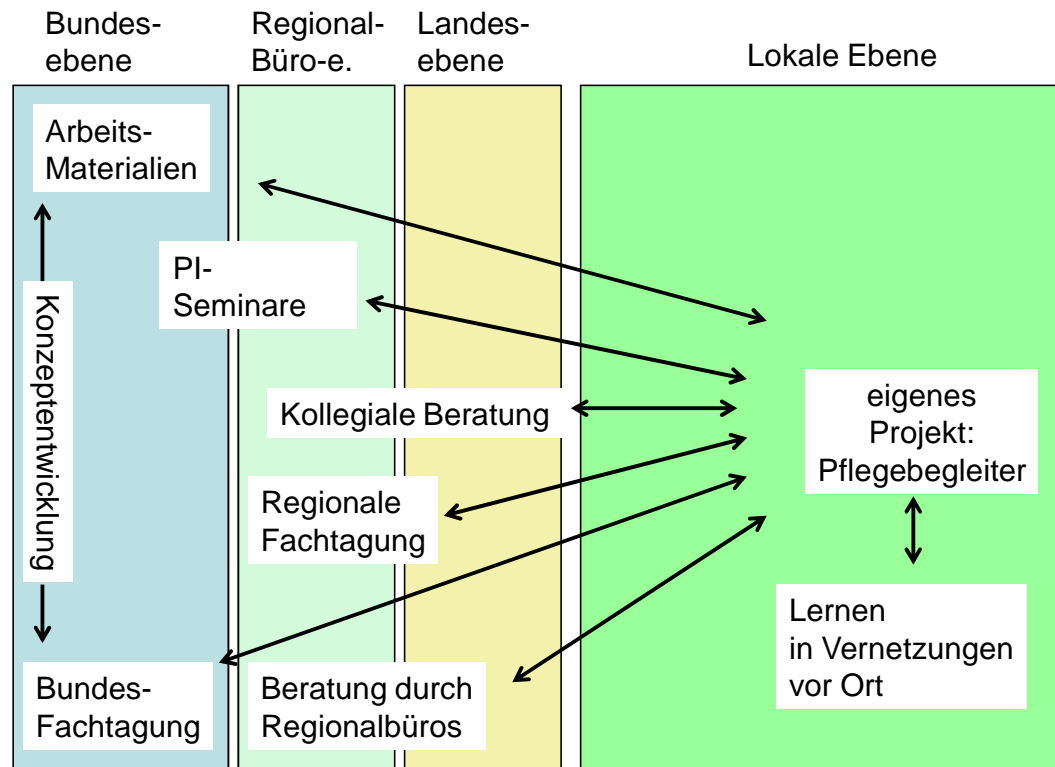 Bundes-
ebene
Regional-
Büro-e.
Landes-
ebene
Lokale Ebene
Arbeits-
Materialien
PI-
Seminare
Konzeptentwicklung
Kollegiale Beratung
eigenes
Projekt:
Pflegebegleiter
Regionale
Fachtagung
Lernen
in Vernetzungen
vor Ort
Bundes-
Fachtagung
Beratung durch
Regionalbüros